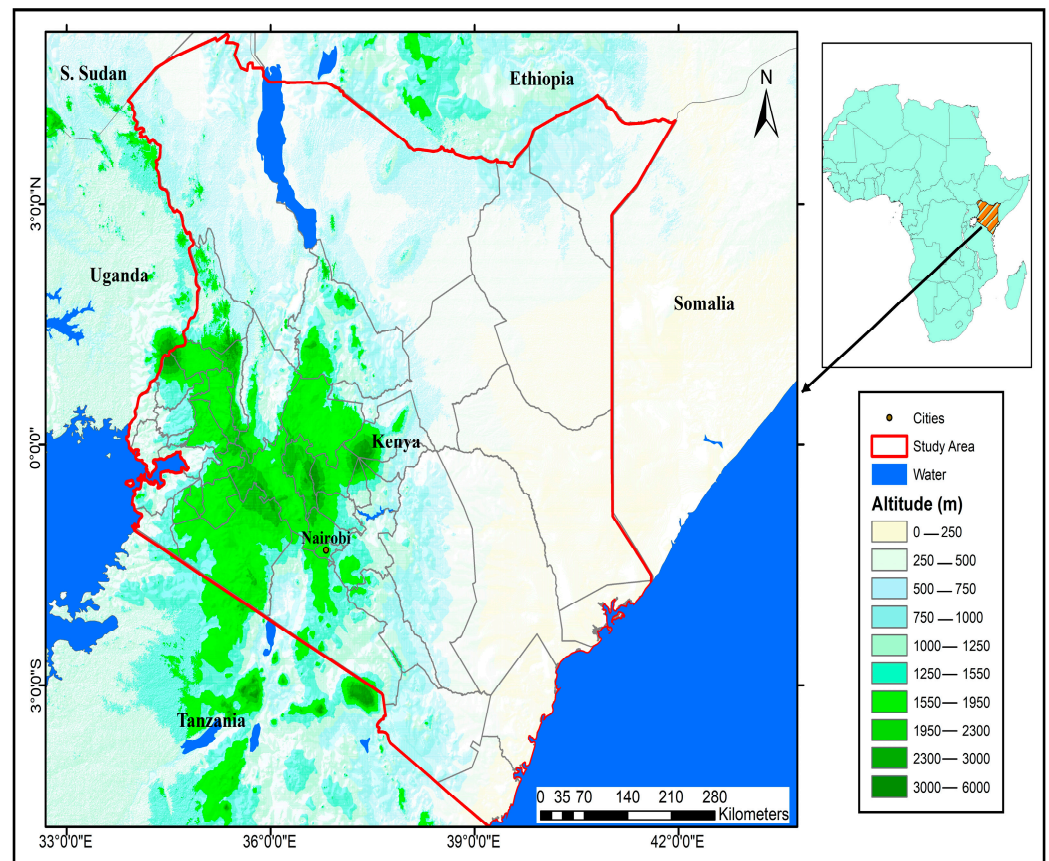 S. Sudan
Ethiopia
N
3°0'0"N
Uganda
Somalia
0°0'0"
Kenya
Nairobi
3°0'0"S
Tanzania
0 35 70 140 210 280
Kilometers
33°0'0"E 36°0'0"E 39°0'0"E 42°0'0"E
Cities
Study Area
Water
Altitude (m)
0 — 250
250 — 500
500 — 750
750 — 1000
1000 — 1250
1250 — 1550
1550 — 1950
1950 — 2300
2300 — 3000
3000 — 6000